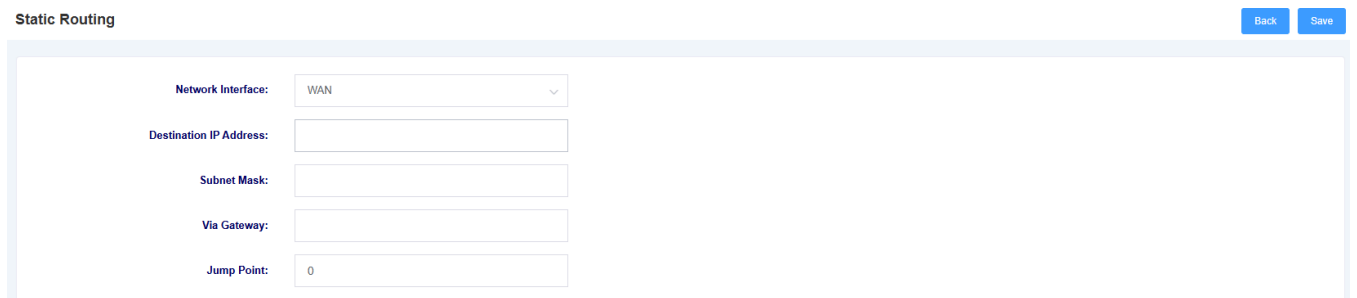 Static Routing
Back
Save
Network Interface:
WAN
Destination IP Address:
Subnet Mask:
Via Gateway:
Jump Point:
0